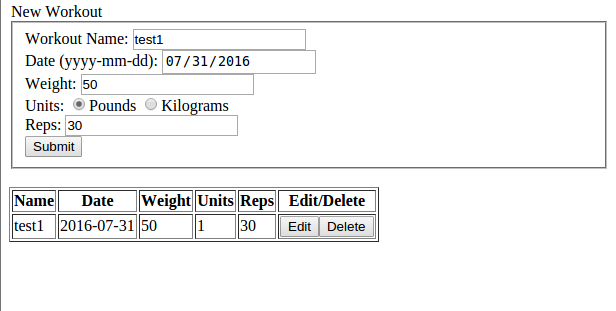 New Workout
Workout Name: test1
Date (yyyy-mm-dd): 07/31/2016
Weight: 50
Units: Pounds Kilograms
Reps: 30
Submit
Name Date Weight Units Reps Edit/Delete
test1 2016-07-31 50 1 30 Edit Delete